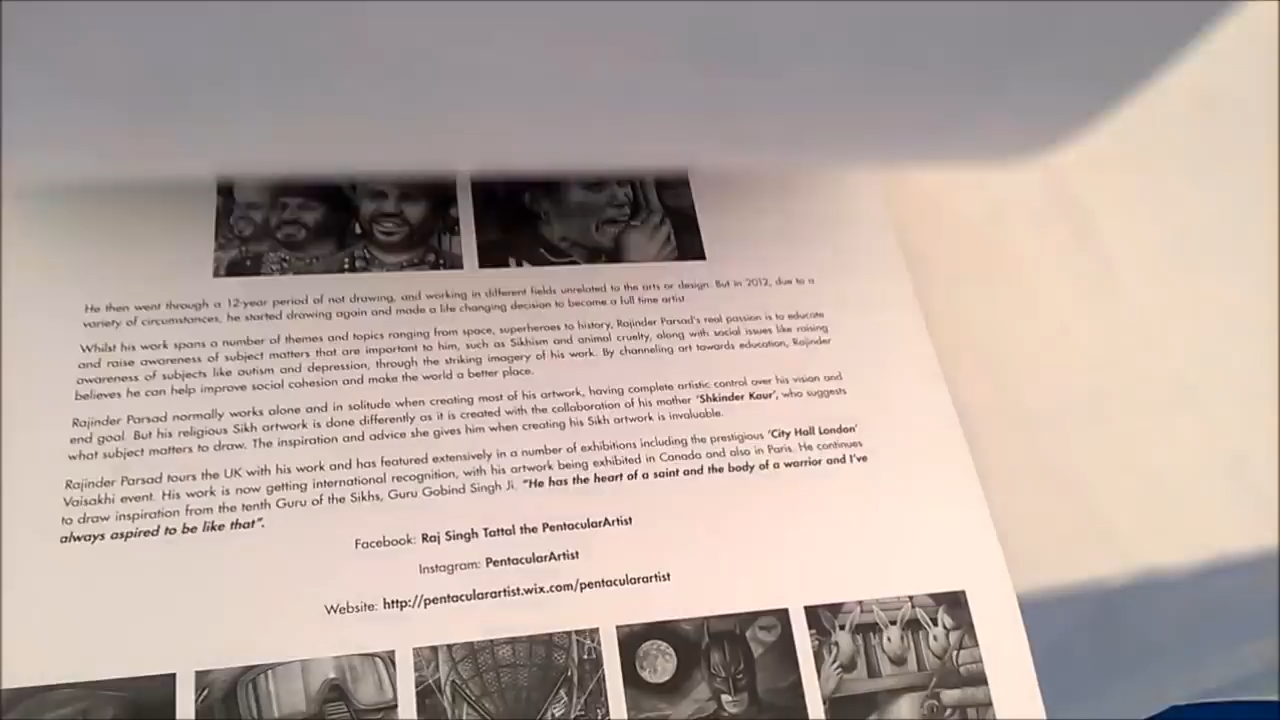 He then went through a 12-year period of not drawing, and working in different fields unrelated to the arts or design. But in 2012, due to a
variety of circumstances, he started drawing again and made a life changing decision to become a full time artist.
Whilst his work spans a number of themes and topics ranging from space, superheroes to history, Rajinder Parsad's real passion is to educate
and raise awareness of subject matters that are important to him, such as Sikhism and animal cruelty, along with social issues like raising
awareness of subjects like autism and depression, through the striking imagery of his work. By channeling art towards education, Rajinder
believes he can help improve social cohesion and make the world a better place.
Rajinder Parsad normally works alone and in solitude when creating most of his artwork, having complete artistic control over his vision and
end goal. But his religious Sikh artwork is done differently as it is created with the collaboration of his mother 'Shkinder Kaur', who suggests
what subject matters to draw. The inspiration and advice she gives him when creating his Sikh artwork is invaluable.
Rajinder Parsad tours the UK with his work and has featured extensively in a number of exhibitions including the prestigious 'City Hall London'
Vaisakhi event. His work is now getting international recognition, with his artwork being exhibited in Canada and also in Paris. He continues
to draw inspiration from the tenth Guru of the Sikhs, Guru Gobind Singh Ji. "He has the heart of a saint and the body of a warrior and I've
always aspired to be like that".
Facebook: Raj Singh Tattal the PentacularArtist
Instagram: PentacularArtist
Website: http://pentacularartist.wix.com/pentacularartist